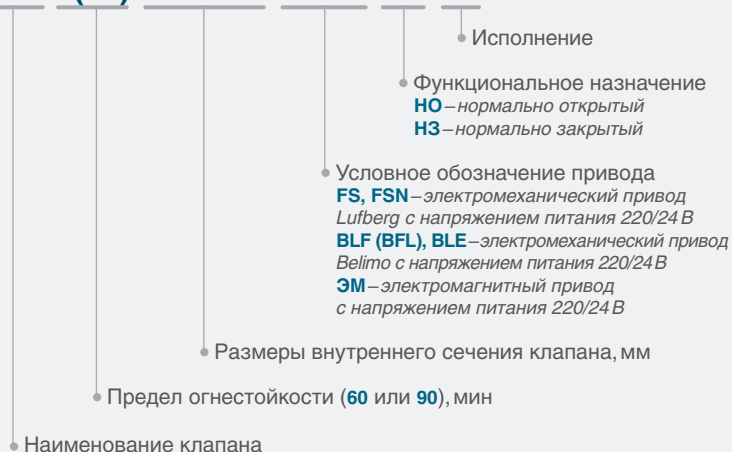 Исполнение
Функциональное назначение
НО–нормально открытый
НЗ–нормально закрытый
Условное обозначение привода
FS, FSN–электромеханический привод
Lufberg с напряжением питания 220/24 В
BLF (BFL), BLE–электромеханический привод
Belimo с напряжением питания 220/24 В
ЭМ–электромагнитный привод
с напряжением питания 220/24 В
Размеры внутреннего сечения клапана, мм
Предел огнестойкости (60 или 90), мин
Наименование клапана